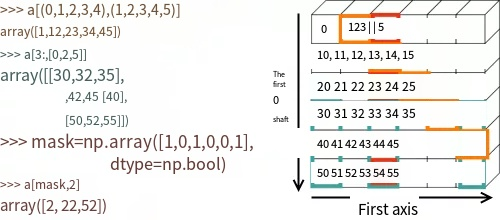 >>> a[(0,1,2,3,4),(1,2,3,4,5)]
array([1,12,23,34,45])
>>> a[3:,[0,2,5]]
array([[30,32,35],
,42,45 [40],
[50,52,55]])
>>> mask=np.array([1,0,1,0,0,1],
dtype=np.bool)
>>> a[mask,2]
array([2, 22,52])
The
first
0
shaft
0 123||5
10, 11, 12, 13, 14, 15
20 21 22 23 24 25
30 31 32 33 34 35
40 41 42 43 44 45
50 51 52 53 54 55
First axis